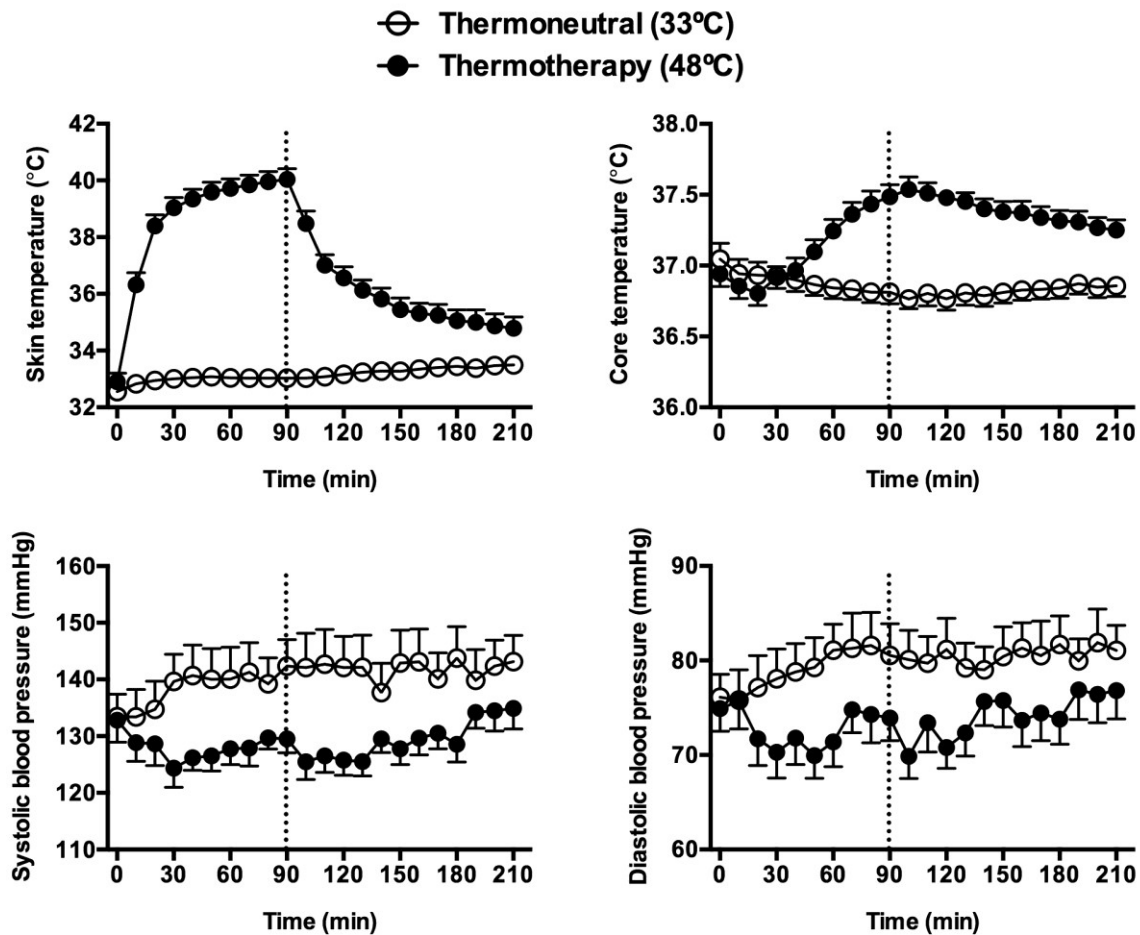 Thermoneutral (33ºC)
Thermotherapy (48ºC)
Skin temperature (°C)
42
40
38
36
34
32
0 30 60 90 120 150 180 210
Time (min)
Core temperature (°C)
38.0
37.5
37.0
36.5
36.0
0 30 60 90 120 150 180 210
Time (min)
Systolic blood pressure (mmHg)
160
150
140
130
120
110
0 30 60 90 120 150 180 210
Time (min)
Diastolic blood pressure (mmHg)
90
80
70
60
0 30 60 90 120 150 180 210
Time (min)